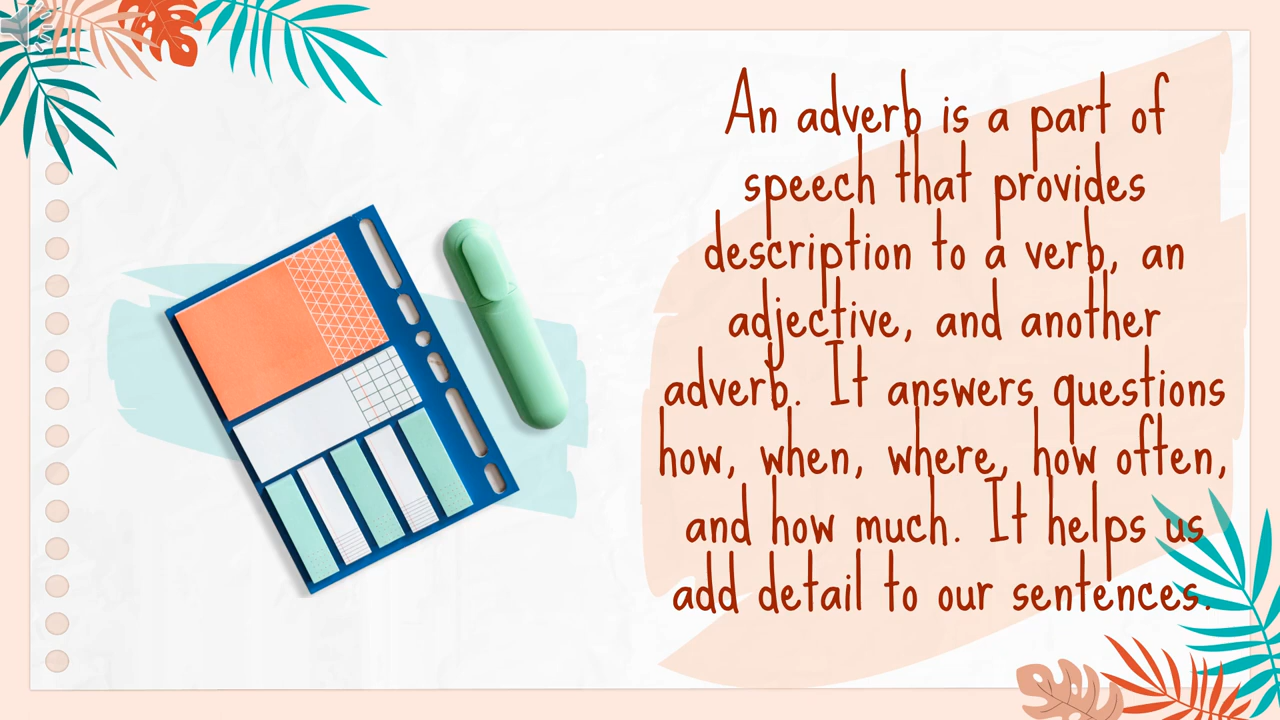 An adverb is a part of
speech that provides
description to a verb, an
adjective, and another
adverb. It answers questions
how, when, where, how often,
and how much. It helps us
add detail to our sentences.